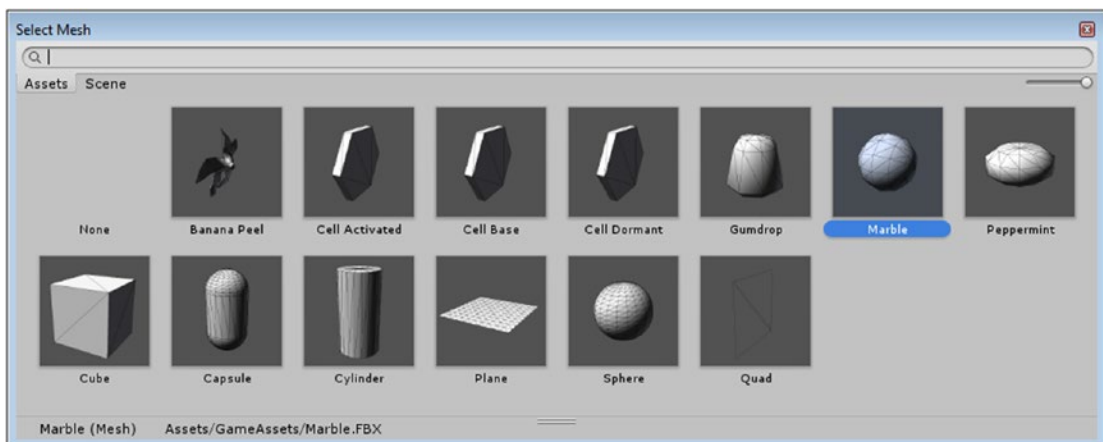 Select Mesh
Assets Scene
None Banana Peel Cell Activated Cell Base Cell Dormant Gumdrop Marble Peppermint
Cube Capsule Cylinder Plane Sphere Quad
Marble (Mesh) Assets/GameAssets/Marble.FBX